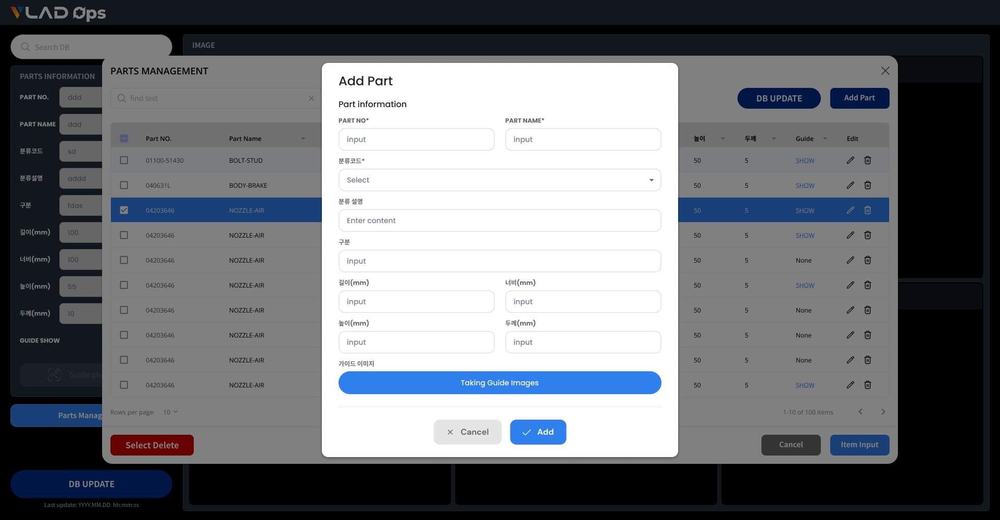 VLAD Ops
Search DB
IMAGE
PARTS INFORMATION
PART NO.
ddd
PART NAME
ddd
분류코드
sd
분류설명
addd
구분
fdas
길이(mm)
100
너비(mm)
100
높이(mm)
55
두께(mm)
10
GUIDE SHOW
Guide
Parts
DB UPDATE
Last update: YYYY.MM.DD hh:mm:ss
PARTS MANAGEMENT
find text
DB UPDATE
Add Part
Part NO. Part Name 높이 두께 Guide Edit
01100-51430 BOLT-STUD 50 5 SHOW
040631L BODY-BRAKE 50 5 SHOW
04203646 NOZZLE-AIR 50 5 SHOW
04203646 NOZZLE-AIR 50 5 SHOW
04203646 NOZZLE-AIR 50 5 None
04203646 NOZZLE-AIR 50 5 SHOW
04203646 NOZZLE-AIR 50 5 None
04203646 NOZZLE-AIR 50 5 None
04203646 NOZZLE-AIR 50 5 None
04203646 NOZZLE-AIR 50 5 SHOW
Rows per page: 10
1-10 of 100 items
Select Delete
Cancel
Item Input
Add Part
Part information
PART NO* PART NAME*
input input
분류코드*
Select
분류 설명
Enter content
구분
input
길이(mm) 너비(mm)
input input
높이(mm) 두께(mm)
input input
가이드 이미지
Taking Guide Images
Cancel
Add